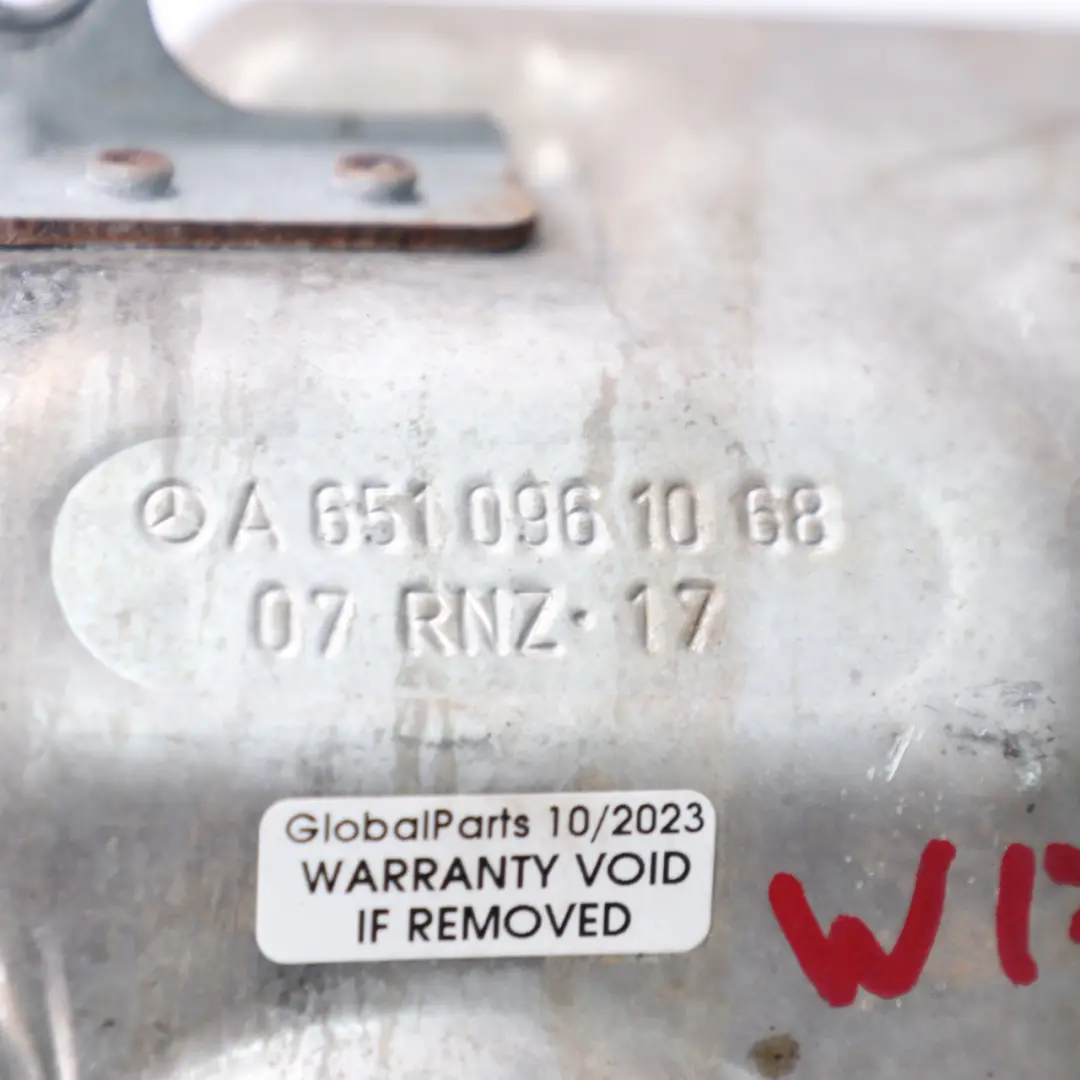 A 651 096 10 68
07 RNZ · 17
GlobalParts 10/2023
WARRANTY VOID
IF REMOVED